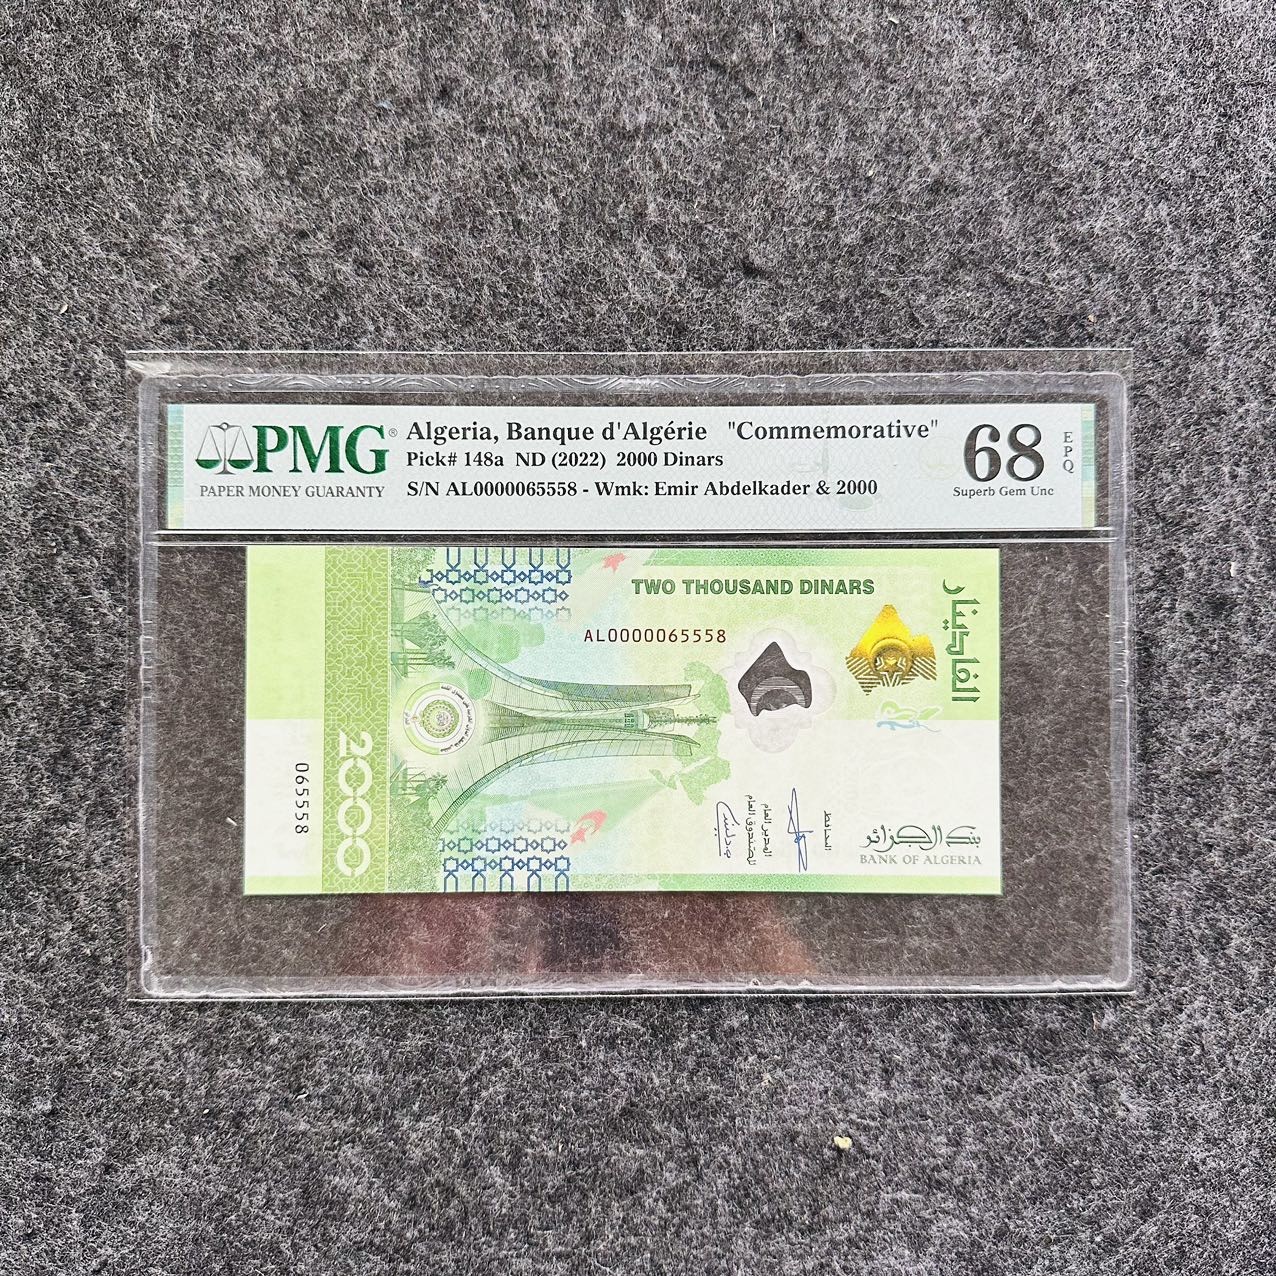 PMG®
PAPER MONEY GUARANTY
Algeria, Banque d'Algérie "Commemorative"
Pick# 148a ND (2022) 2000 Dinars
S/N AL0000065558 - Wmk: Emir Abdelkader & 2000
68
EPQ
Superb Gem Unc
TWO THOUSAND DINARS
AL0000065558
ألفا دينار
2000
065558
المحافظ
المدير العام
للصندوق العام
بنك الجزائر
BANK OF ALGERIA